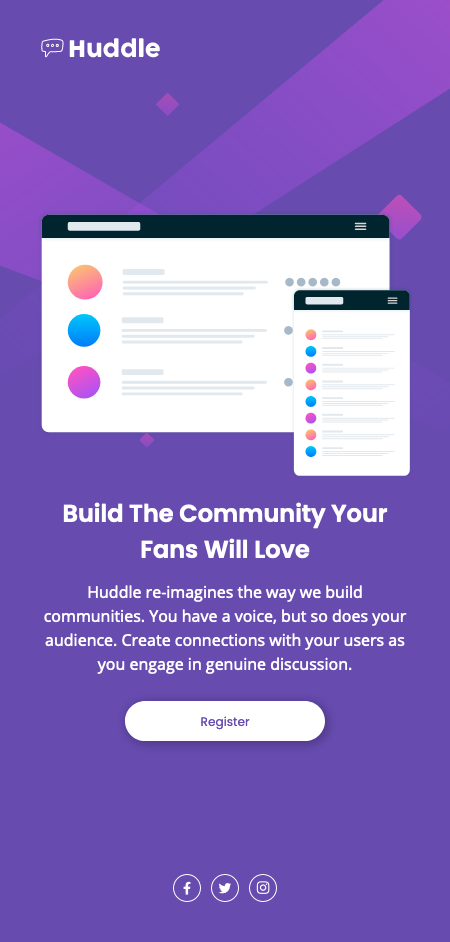 Huddle
Build The Community Your
Fans Will Love
Huddle re-imagines the way we build
communities. You have a voice, but so does your
audience. Create connections with your users as
you engage in genuine discussion.
Register